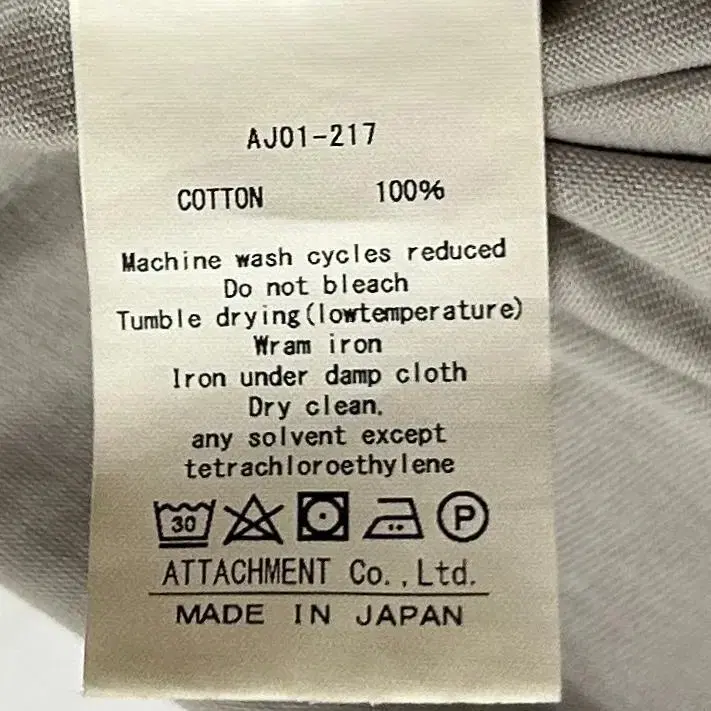 AJ01-217
COTTON 100%
Machine wash cycles reduced
Do not bleach
Tumble drying(lowtemperature)
Wram iron
Iron under damp cloth
Dry clean.
any solvent except
tetrachloroethylene
30 P
ATTACHMENT Co.,Ltd.
MADE IN JAPAN